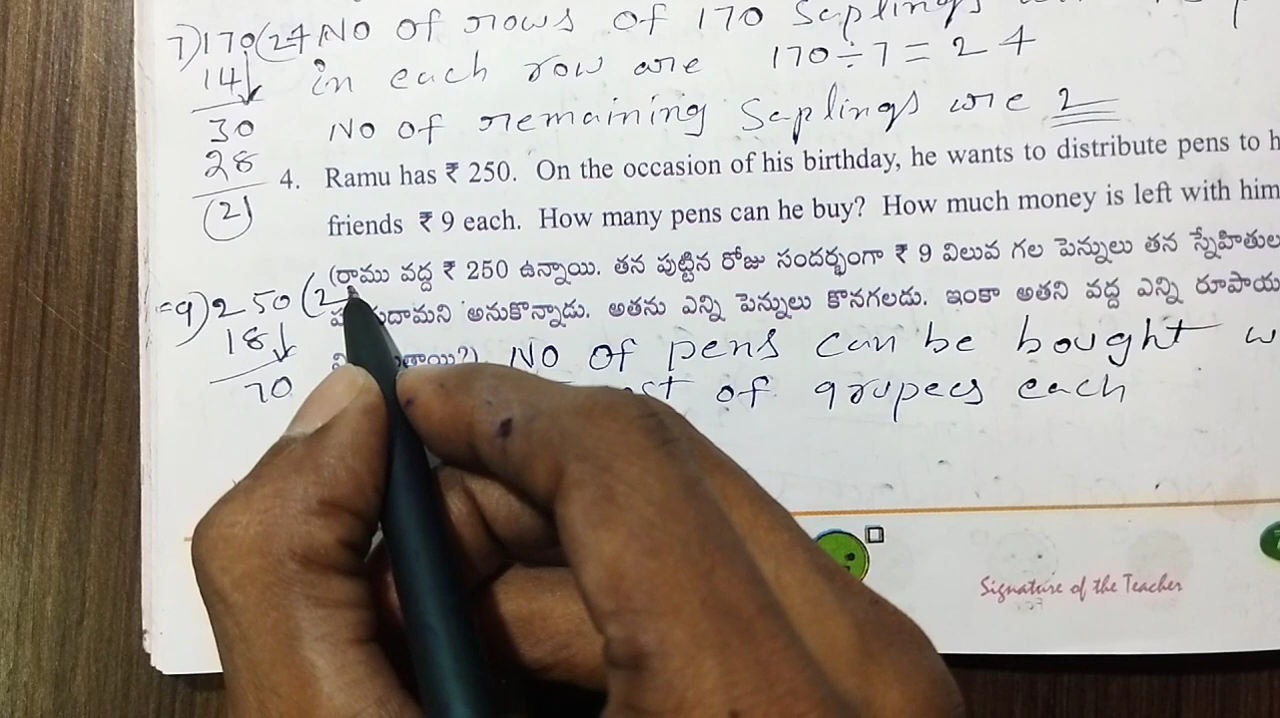 7)170(24 No of rows of 170 Saplings
14 in each row are 170÷7=24
30 No of remaining Saplings are 2
28
(2)
4. Ramu has ₹ 250. On the occasion of his birthday, he wants to distribute pens to
friends ₹ 9 each. How many pens can he buy? How much money is left with him
(రాము వద్ద ₹ 250 ఉన్నాయి. తన పుట్టిన రోజు సందర్భంగా ₹ 9 విలువ గల పెన్నులు తన స్నేహితుల
=9)250(2
అనుకొన్నాడు. అతను ఎన్ని పెన్నులు కొనగలడు. ఇంకా అతని వద్ద ఎన్ని రూపాయ
18 No of pens can be bought
70 of 9rupees each
Signature of the Teacher